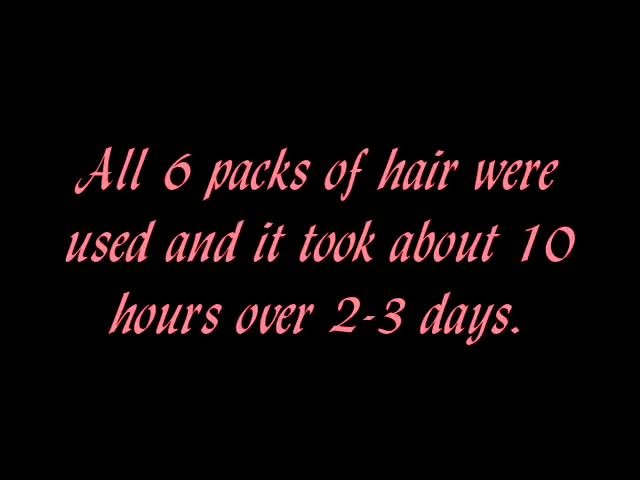 All 6 packs of hair were
used and it took about 10
hours over 2-3 days.